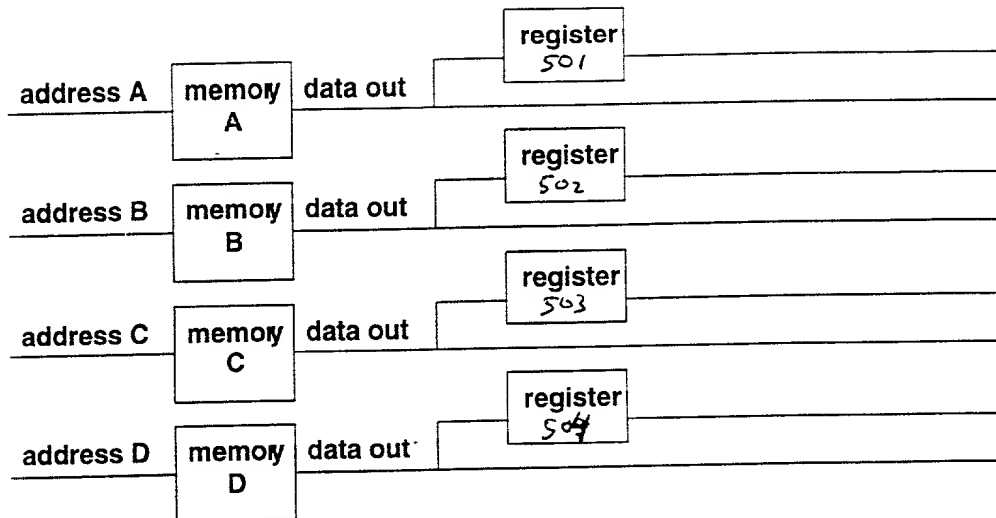 register
501
address A
memory
A
data out
register
502
address B
memory
B
data out
register
503
address C
memory
C
data out
register
504
address D
memory
D
data out